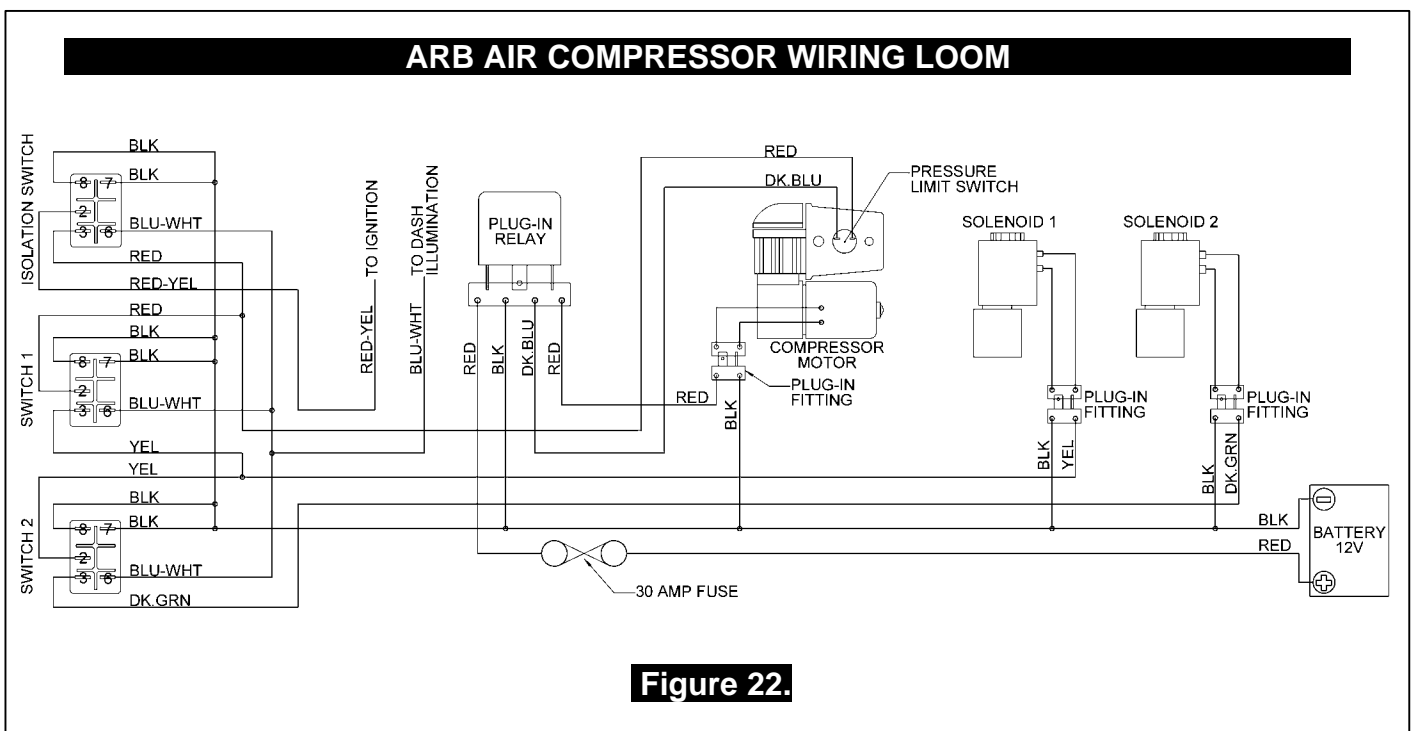 ARB AIR COMPRESSOR WIRING LOOM
ISOLATION SWITCH
BLK
8 7 BLK
2
3 6 BLU-WHT
RED
RED-YEL
SWITCH 1
RED
BLK
8 7 BLK
2
3 6 BLU-WHT
YEL
SWITCH 2
YEL
BLK
8 7 BLK
2
3 6 BLU-WHT
DK.GRN
TO IGNITION
RED-YEL
TO DASH
ILLUMINATION
BLU-WHT
PLUG-IN
RELAY
RED
BLK
DK.BLU
RED
RED
DK.BLU
PRESSURE
LIMIT SWITCH
COMPRESSOR
MOTOR
PLUG-IN
FITTING
RED
BLK
SOLENOID 1
PLUG-IN
FITTING
BLK
YEL
SOLENOID 2
PLUG-IN
FITTING
BLK
DK.GRN
BLK
RED
BATTERY
12V
30 AMP FUSE
Figure 22.